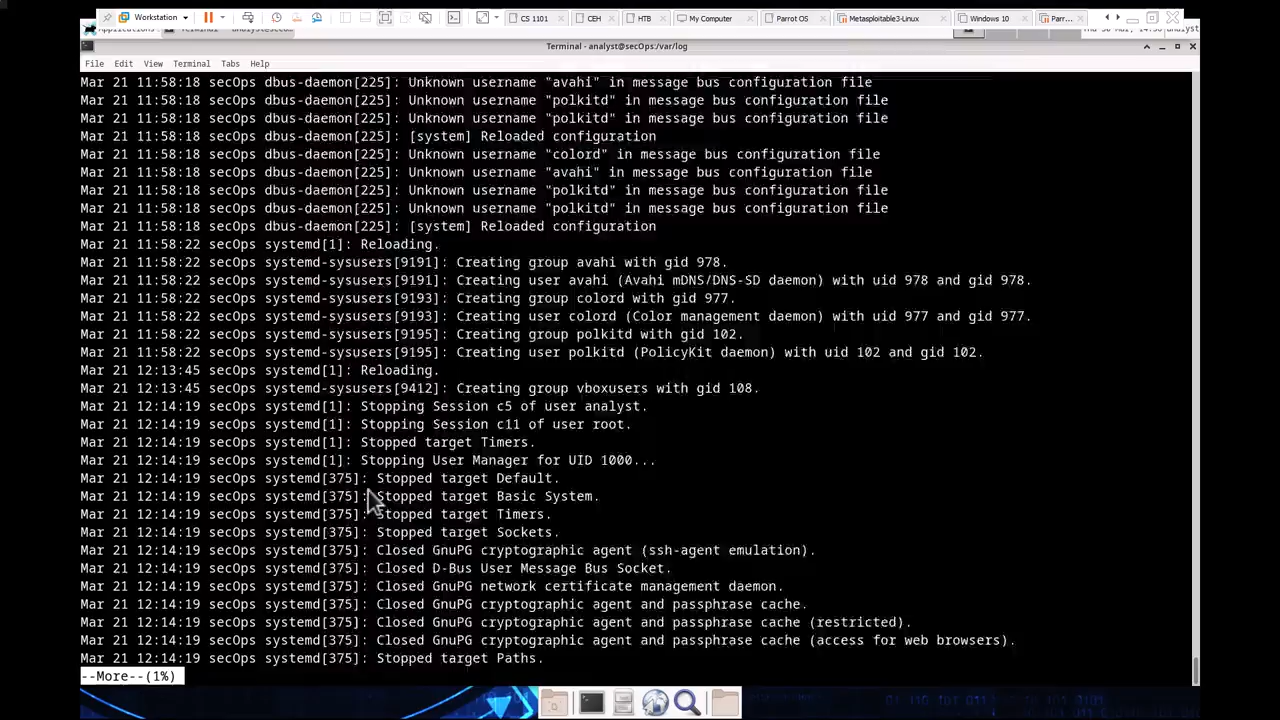 Workstation
CS 1101
CEH
HTB
My Computer
Parrot OS
Metasploitable3-Linux
Windows 10
Parr...
Terminal - analyst@secOps:/var/log
File Edit View Terminal Tabs Help
Mar 21 11:58:18 secOps dbus-daemon[225]: Unknown username "avahi" in message bus configuration file
Mar 21 11:58:18 secOps dbus-daemon[225]: Unknown username "polkitd" in message bus configuration file
Mar 21 11:58:18 secOps dbus-daemon[225]: Unknown username "polkitd" in message bus configuration file
Mar 21 11:58:18 secOps dbus-daemon[225]: [system] Reloaded configuration
Mar 21 11:58:18 secOps dbus-daemon[225]: Unknown username "colord" in message bus configuration file
Mar 21 11:58:18 secOps dbus-daemon[225]: Unknown username "avahi" in message bus configuration file
Mar 21 11:58:18 secOps dbus-daemon[225]: Unknown username "polkitd" in message bus configuration file
Mar 21 11:58:18 secOps dbus-daemon[225]: Unknown username "polkitd" in message bus configuration file
Mar 21 11:58:18 secOps dbus-daemon[225]: [system] Reloaded configuration
Mar 21 11:58:22 secOps systemd[1]: Reloading.
Mar 21 11:58:22 secOps systemd-sysusers[9191]: Creating group avahi with gid 978.
Mar 21 11:58:22 secOps systemd-sysusers[9191]: Creating user avahi (Avahi mDNS/DNS-SD daemon) with uid 978 and gid 978.
Mar 21 11:58:22 secOps systemd-sysusers[9193]: Creating group colord with gid 977.
Mar 21 11:58:22 secOps systemd-sysusers[9193]: Creating user colord (Color management daemon) with uid 977 and gid 977.
Mar 21 11:58:22 secOps systemd-sysusers[9195]: Creating group polkitd with gid 102.
Mar 21 11:58:22 secOps systemd-sysusers[9195]: Creating user polkitd (PolicyKit daemon) with uid 102 and gid 102.
Mar 21 12:13:45 secOps systemd[1]: Reloading.
Mar 21 12:13:45 secOps systemd-sysusers[9412]: Creating group vboxusers with gid 108.
Mar 21 12:14:19 secOps systemd[1]: Stopping Session c5 of user analyst.
Mar 21 12:14:19 secOps systemd[1]: Stopping Session c11 of user root.
Mar 21 12:14:19 secOps systemd[1]: Stopped target Timers.
Mar 21 12:14:19 secOps systemd[1]: Stopping User Manager for UID 1000...
Mar 21 12:14:19 secOps systemd[375]: Stopped target Default.
Mar 21 12:14:19 secOps systemd[375]: Stopped target Basic System.
Mar 21 12:14:19 secOps systemd[375]: Stopped target Timers.
Mar 21 12:14:19 secOps systemd[375]: Stopped target Sockets.
Mar 21 12:14:19 secOps systemd[375]: Closed GnuPG cryptographic agent (ssh-agent emulation).
Mar 21 12:14:19 secOps systemd[375]: Closed D-Bus User Message Bus Socket.
Mar 21 12:14:19 secOps systemd[375]: Closed GnuPG network certificate management daemon.
Mar 21 12:14:19 secOps systemd[375]: Closed GnuPG cryptographic agent and passphrase cache.
Mar 21 12:14:19 secOps systemd[375]: Closed GnuPG cryptographic agent and passphrase cache (restricted).
Mar 21 12:14:19 secOps systemd[375]: Closed GnuPG cryptographic agent and passphrase cache (access for web browsers).
Mar 21 12:14:19 secOps systemd[375]: Stopped target Paths.
--More--(1%)